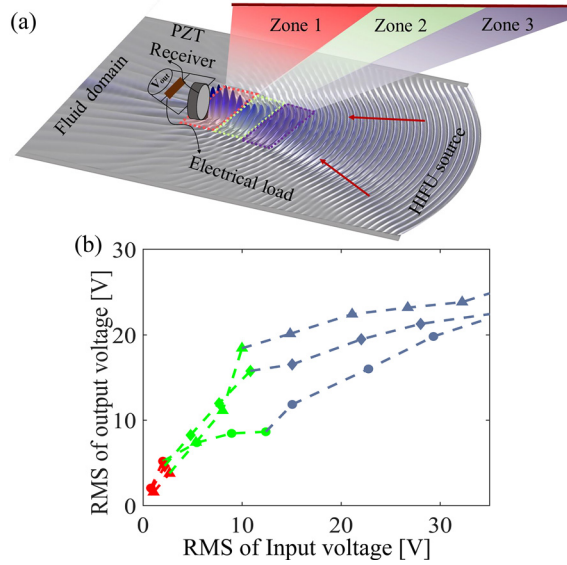 (a)
Zone 1
Zone 2
Zone 3
PZT
Receiver
V out
Fluid domain
Electrical load
HIFU source
(b)
30
20
10
0
RMS of output voltage [V]
0
10
20
30
RMS of Input voltage [V]